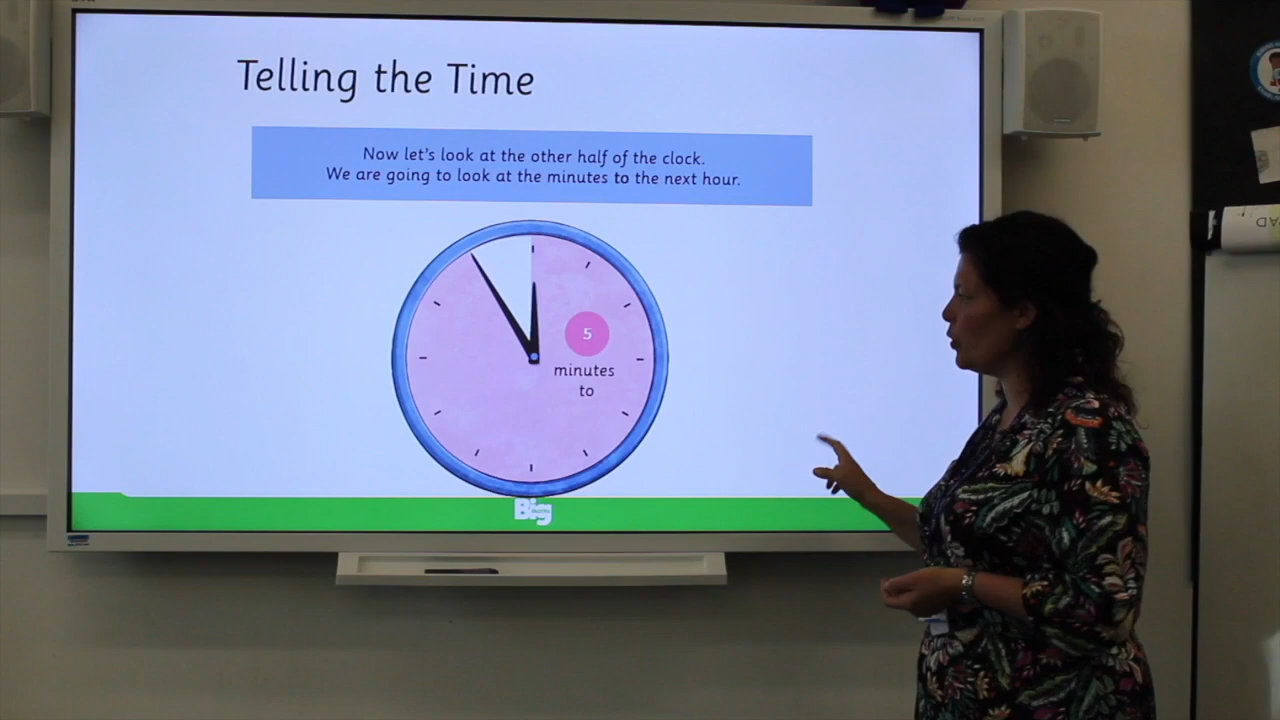 Telling the Time
Now let's look at the other half of the clock.
We are going to look at the minutes to the next hour.
5
minutes
to
Big